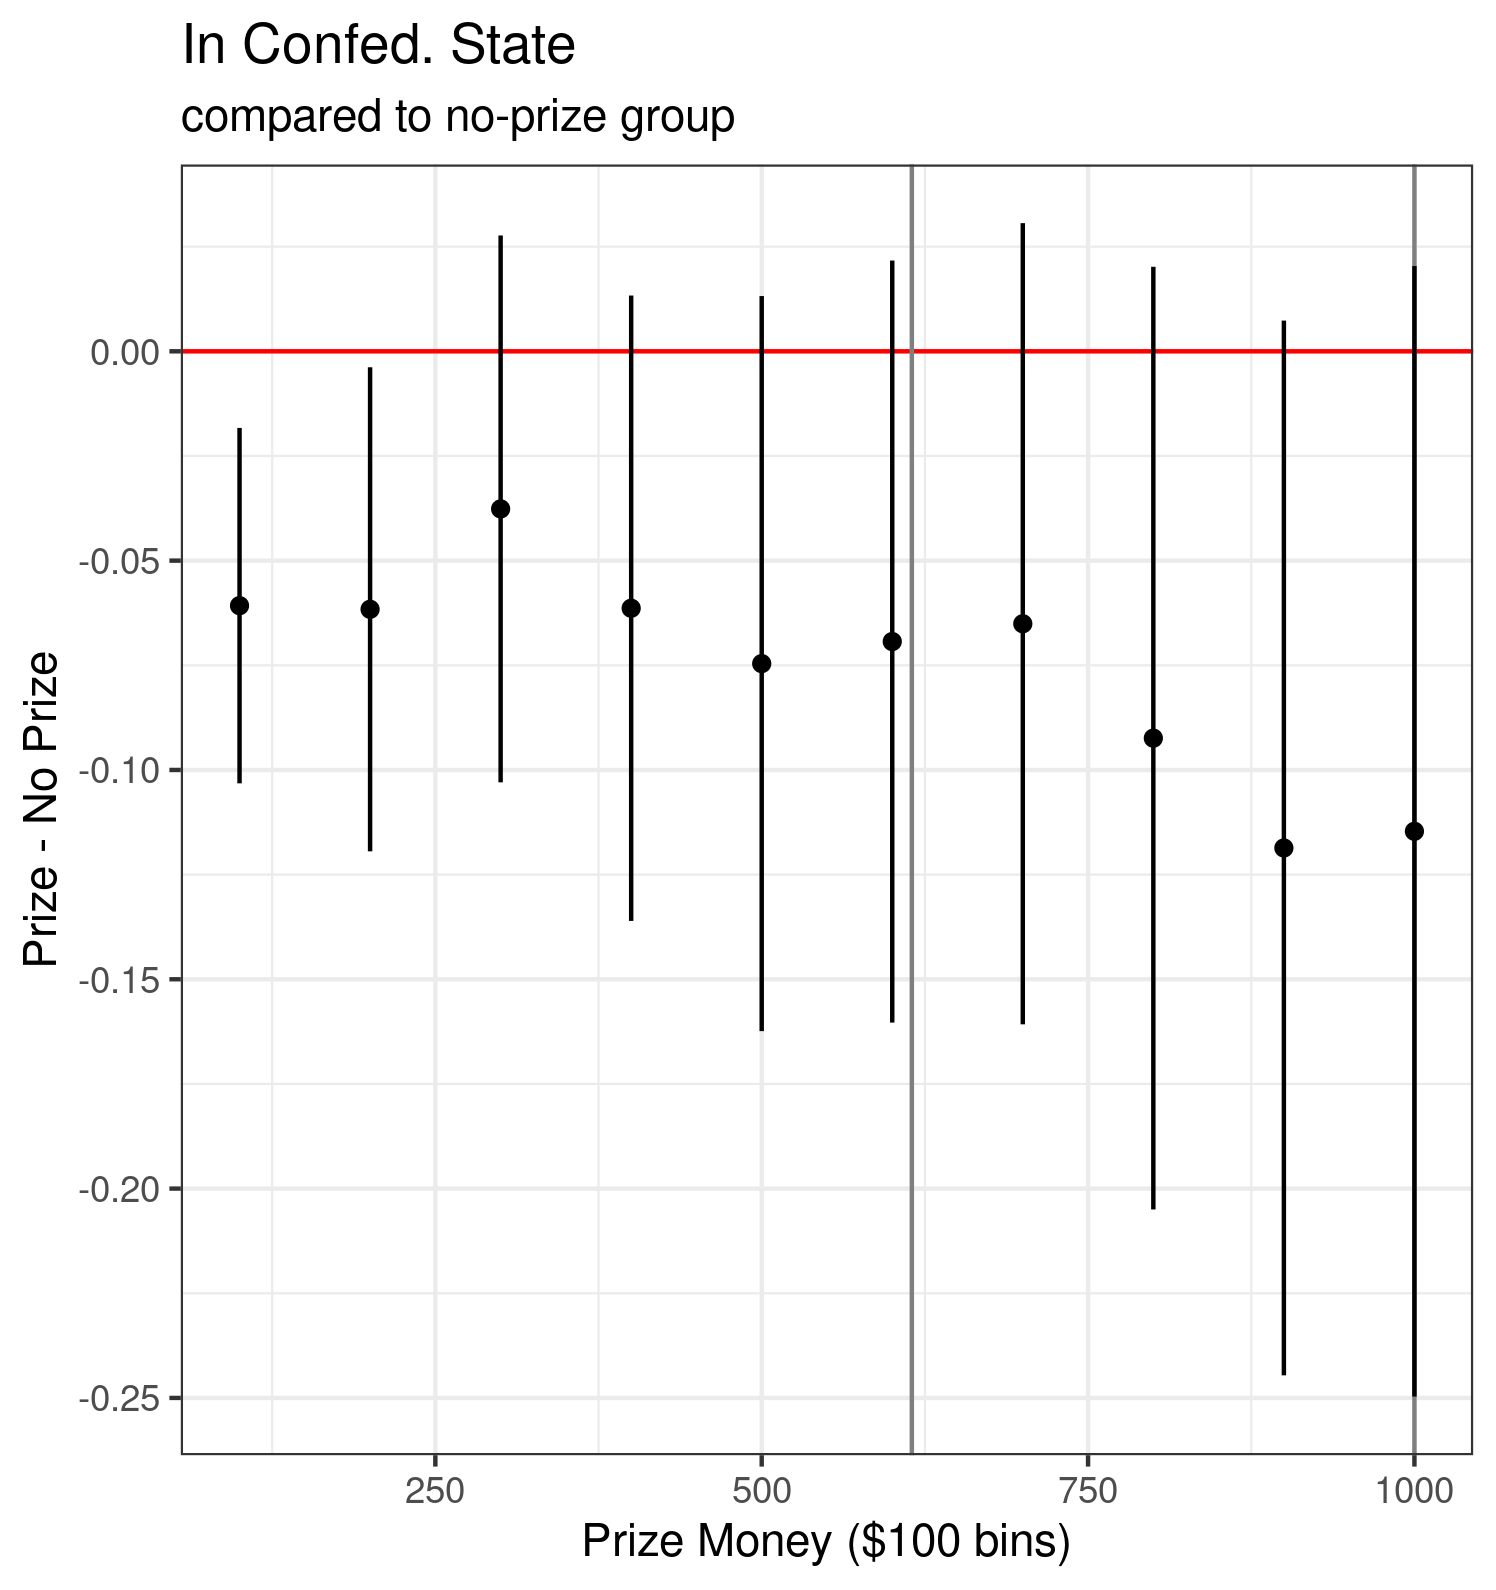 In Confed. State
compared to no-prize group
Prize - No Prize
0.00
-0.05
-0.10
-0.15
-0.20
-0.25
250 500 750 1000
Prize Money ($100 bins)